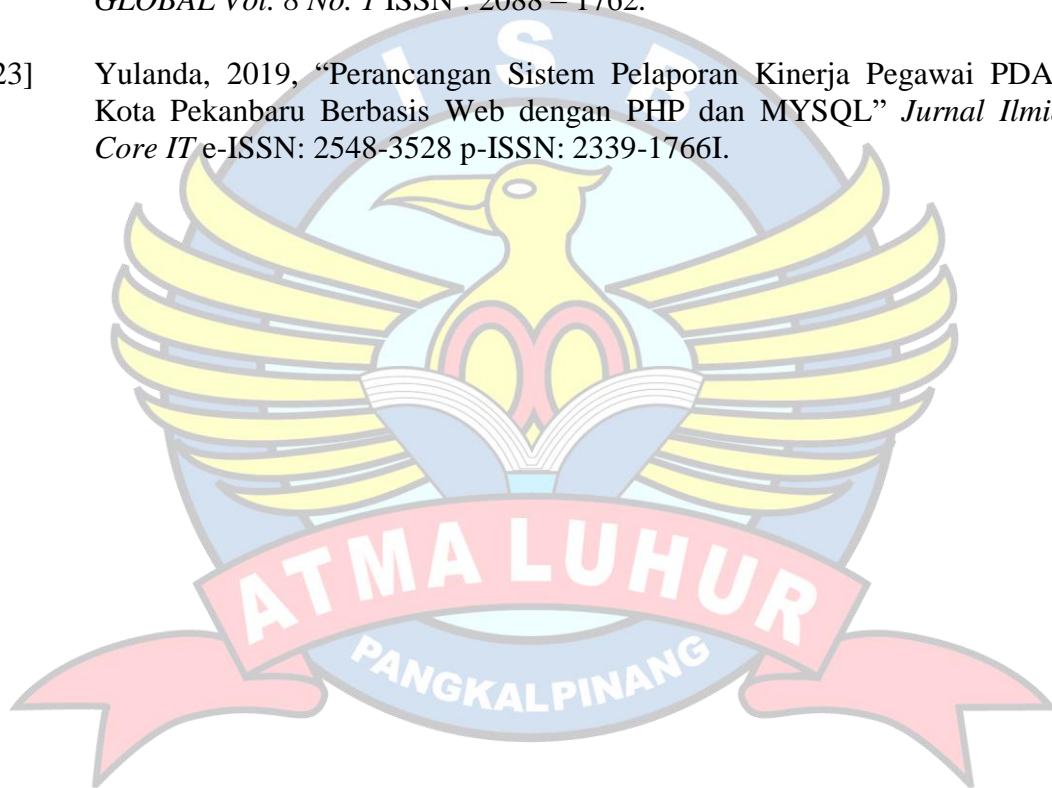 GLOBAL Vol. 8 No. 1 ISSN : 2088 – 1762.
23] Yulanda, 2019, “Perancangan Sistem Pelaporan Kinerja Pegawai PDA
Kota Pekanbaru Berbasis Web dengan PHP dan MYSQL” Jurnal Ilmi
Core IT e-ISSN: 2548-3528 p-ISSN: 2339-1766I.
I S B
ATMA LUHUR
PANGKALPINANG